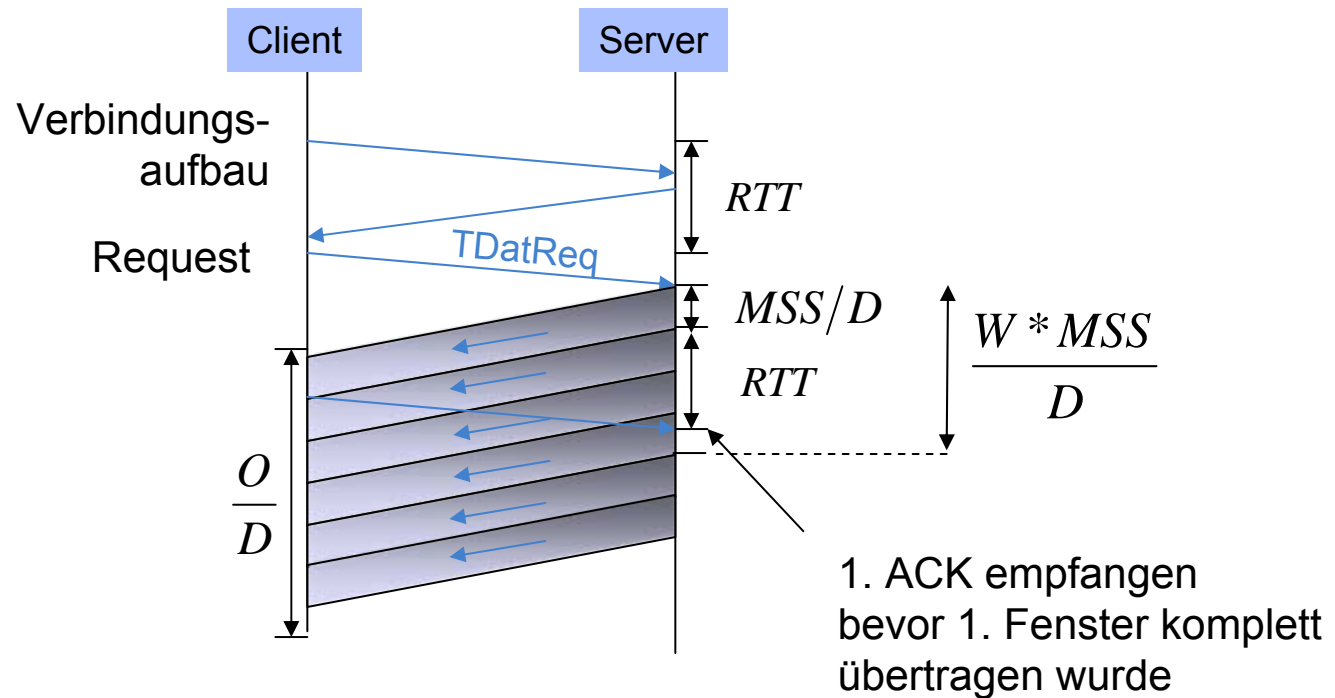 Client
Server
Verbindungs-
aufbau
RTT
TDatReq
Request
MSS/D
W * MSS
D
RTT
O
D
1. ACK empfangen
bevor 1. Fenster komplett
übertragen wurde